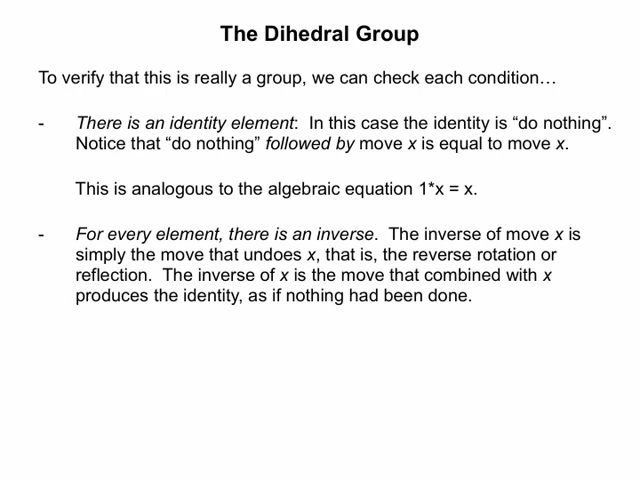 The Dihedral Group
To verify that this is really a group, we can check each condition…
- There is an identity element: In this case the identity is “do nothing”.
Notice that “do nothing” followed by move x is equal to move x.
This is analogous to the algebraic equation 1*x = x.
- For every element, there is an inverse. The inverse of move x is
simply the move that undoes x, that is, the reverse rotation or
reflection. The inverse of x is the move that combined with x
produces the identity, as if nothing had been done.